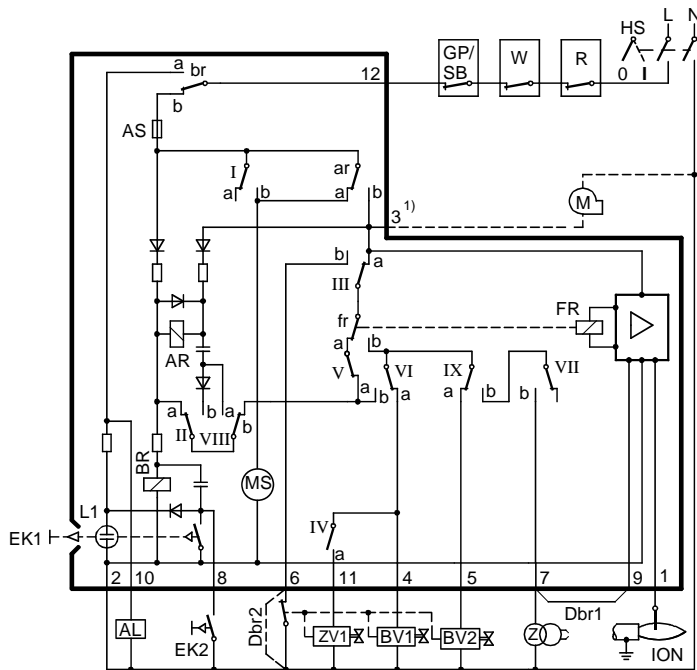 L N
HS
GP/ W R
SB
0 I
a br
b 12
AS
I ar
a b a b
3 1)
M
b a
III
fr FR
AR a b
V VI IX VII
a b a a b b
b a a b
II VIII
BR
MS
L1
IV
EK1
a
2 10 8 6 11 4 5 7 9 1
Dbr2 Dbr1
AL ZV1 BV1 BV2 Z
EK2 ION